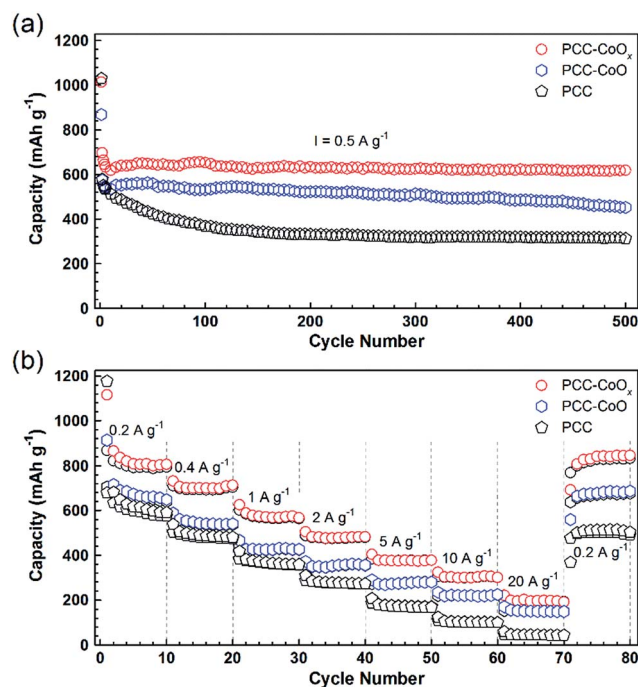 (a)
1200
1000
800
600
400
200
0
Capacity (mAh g⁻¹)
PCC-CoOₓ
PCC-CoO
PCC
I = 0.5 A g⁻¹
0 100 200 300 400 500
Cycle Number
(b)
1200
1000
800
600
400
200
0
Capacity (mAh g⁻¹)
PCC-CoOₓ
PCC-CoO
PCC
0.2 A g⁻¹
0.4 A g⁻¹
1 A g⁻¹
2 A g⁻¹
5 A g⁻¹
10 A g⁻¹
20 A g⁻¹
0.2 A g⁻¹
0 10 20 30 40 50 60 70 80
Cycle Number